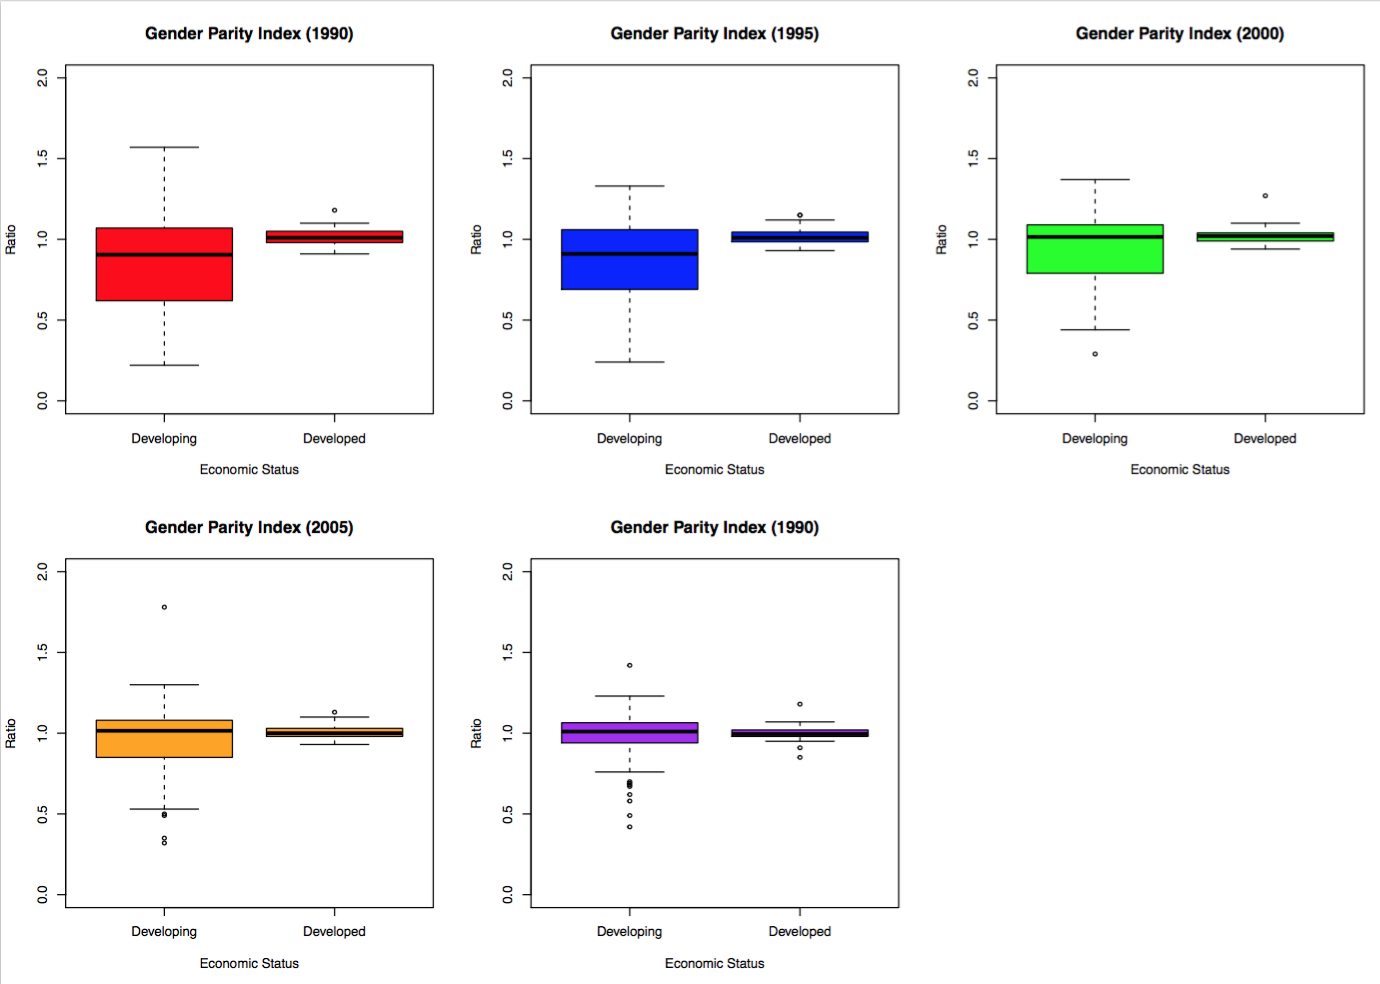 Gender Parity Index (1990)
Ratio
2.0
1.5
1.0
0.5
0.0
Developing Developed
Economic Status
Gender Parity Index (1995)
Ratio
2.0
1.5
1.0
0.5
0.0
Developing Developed
Economic Status
Gender Parity Index (2000)
Ratio
2.0
1.5
1.0
0.5
0.0
Developing Developed
Economic Status
Gender Parity Index (2005)
Ratio
2.0
1.5
1.0
0.5
0.0
Developing Developed
Economic Status
Gender Parity Index (1990)
Ratio
2.0
1.5
1.0
0.5
0.0
Developing Developed
Economic Status